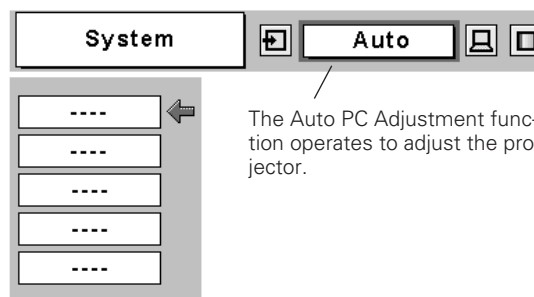 System
Auto
The Auto PC Adjustment func-
tion operates to adjust the pro-
jector.
----
----
----
----
----